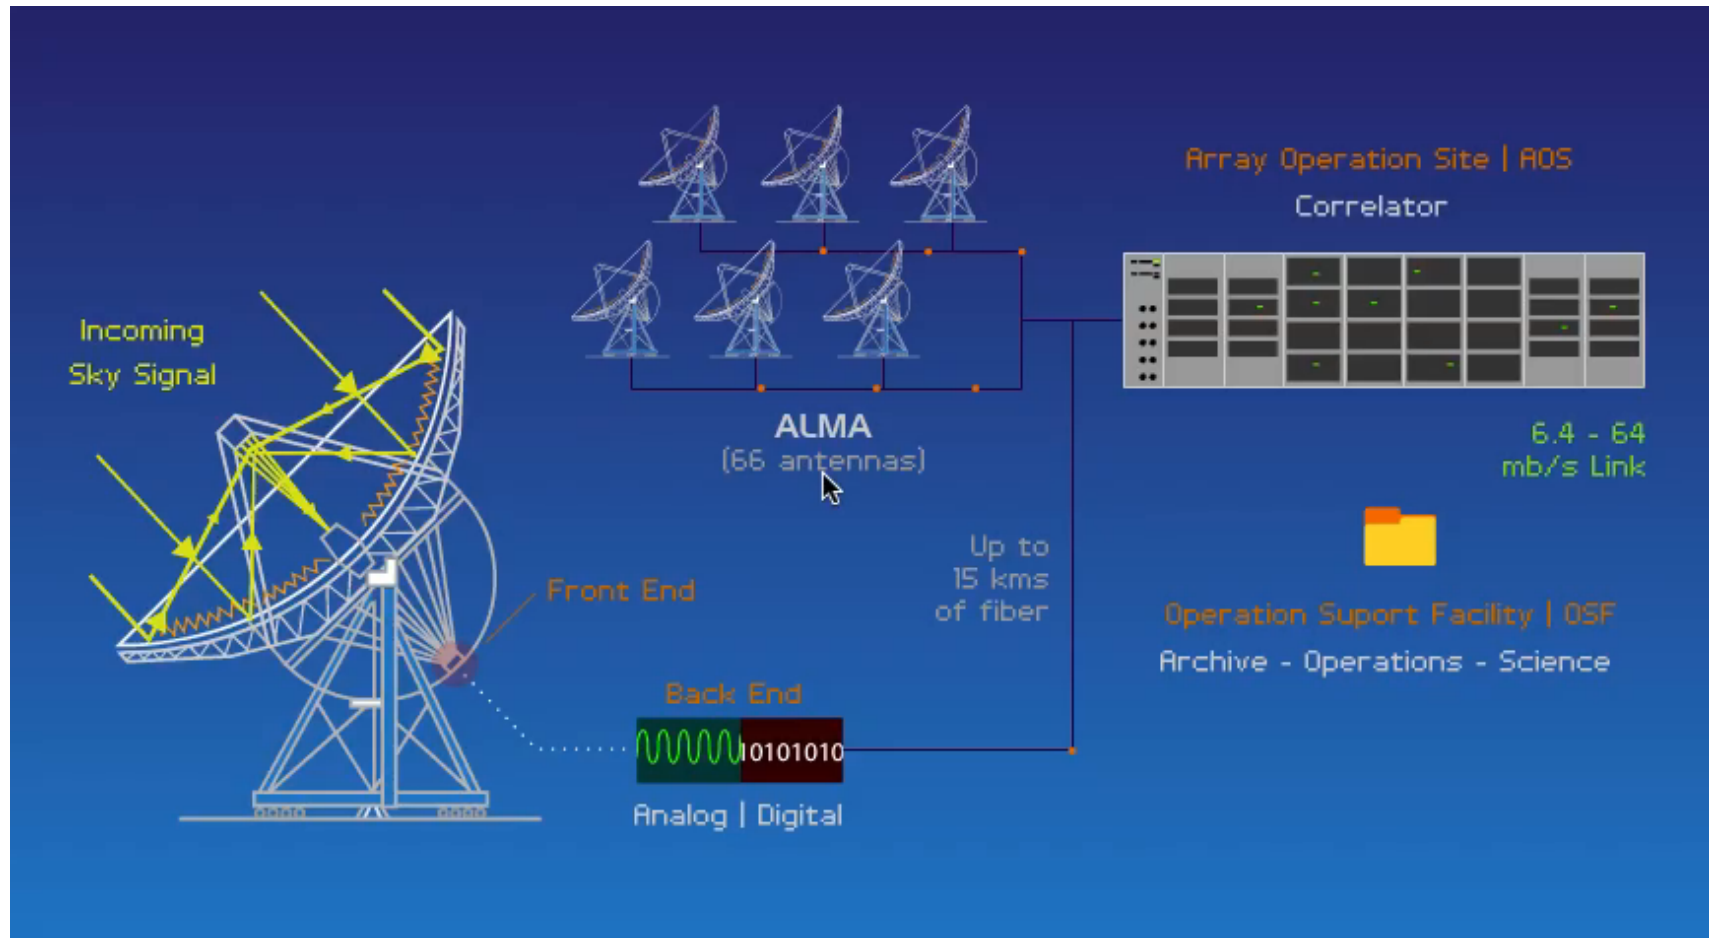 Incoming
Sky Signal
ALMA
(66 antennas)
Array Operation Site | AOS
Correlator
6.4 - 64
mb/s Link
Up to
15 kms
of fiber
Front End
Operation Suport Facility | OSF
Archive - Operations - Science
Back End
10101010
Analog | Digital